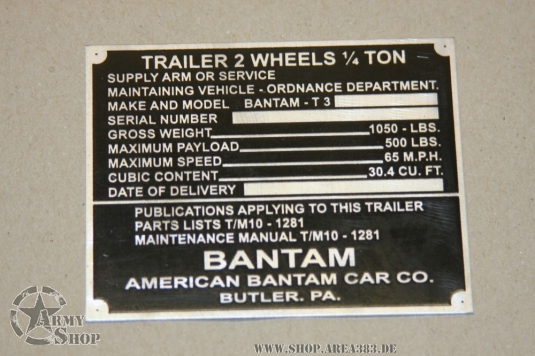 TRAILER 2 WHEELS ¼ TON
SUPPLY ARM OR SERVICE
MAINTAINING VEHICLE - ORDNANCE DEPARTMENT.
MAKE AND MODEL BANTAM - T 3
SERIAL NUMBER
GROSS WEIGHT 1050 - LBS.
MAXIMUM PAYLOAD 500 LBS.
MAXIMUM SPEED 65 M.P.H.
CUBIC CONTENT 30.4 CU. FT.
DATE OF DELIVERY
PUBLICATIONS APPLYING TO THIS TRAILER
PARTS LISTS T/M10 - 1281
MAINTENANCE MANUAL T/M10 - 1281
BANTAM
AMERICAN BANTAM CAR CO.
BUTLER. PA.
ARMY
SHOP
WWW.SHOP.AREA383.DE